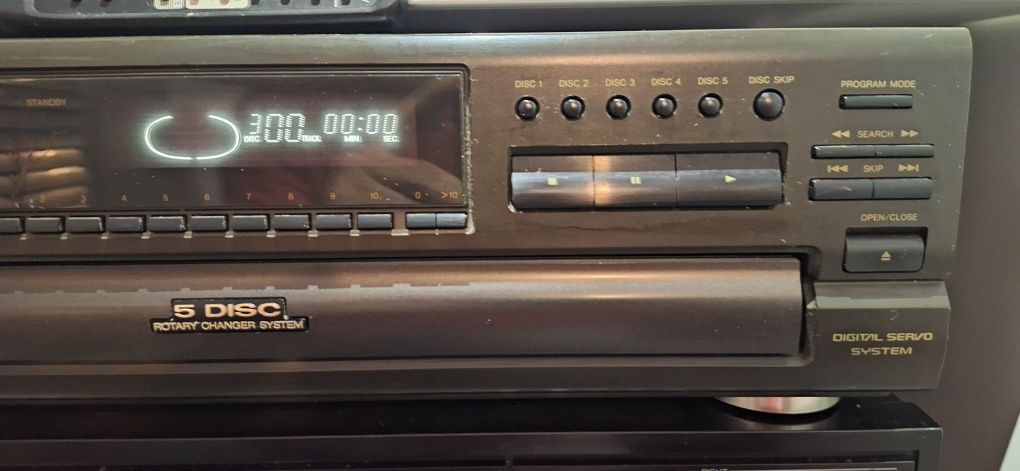 DISC 1 DISC 2 DISC 3 DISC 4 DISC 5 DISC SKIP
PROGRAM MODE
STANDBY
300 00:00
DISC. TRACK. MIN. SEC.
SEARCH
SKIP
2 3 4 5 6 7 8 9 10 0 >10
OPEN/CLOSE
5 DISC
ROTARY CHANGER SYSTEM
DIGITAL SERVO
SYSTEM